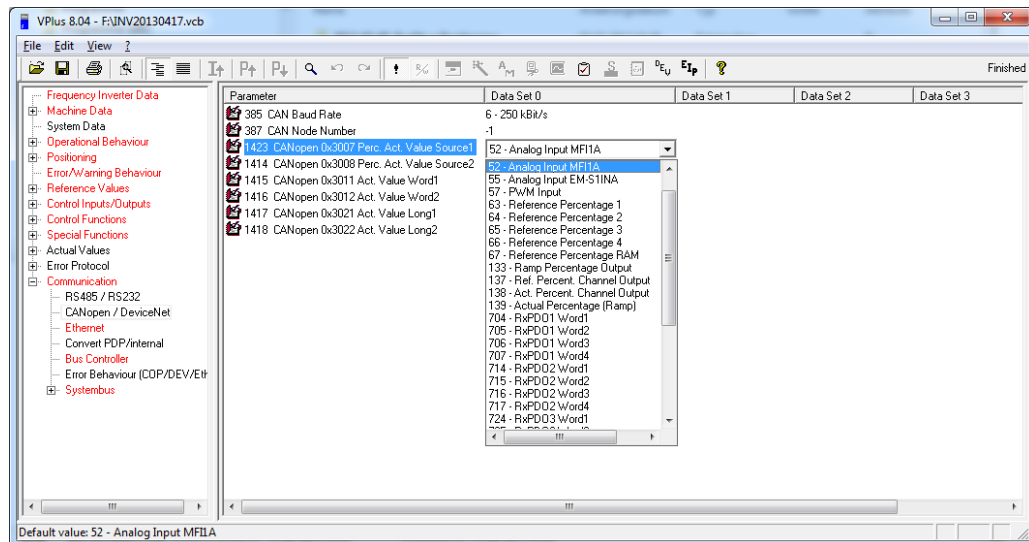 VPlus 8.04 - F:\INV20130417.vcb
File Edit View ?
Finished
Frequency Inverter Data
Machine Data
System Data
Operational Behaviour
Positioning
Error/Warning Behaviour
Reference Values
Control Inputs/Outputs
Control Functions
Special Functions
Actual Values
Error Protocol
Communication
RS485 / RS232
CANopen / DeviceNet
Ethernet
Convert PDP/internal
Bus Controller
Error Behaviour (COP/DEV/Eth
Systembus
Parameter Data Set 0 Data Set 1 Data Set 2 Data Set 3
385 CAN Baud Rate 6 - 250 kBit/s
387 CAN Node Number -1
1423 CANopen 0x3007 Perc. Act. Value Source1 52 - Analog Input MFI1A
1414 CANopen 0x3008 Perc. Act. Value Source2
1415 CANopen 0x3011 Act. Value Word1
1416 CANopen 0x3012 Act. Value Word2
1417 CANopen 0x3021 Act. Value Long1
1418 CANopen 0x3022 Act. Value Long2
52 - Analog Input MFI1A
55 - Analog Input EM-S1INA
57 - PWM Input
63 - Reference Percentage 1
64 - Reference Percentage 2
65 - Reference Percentage 3
66 - Reference Percentage 4
67 - Reference Percentage RAM
133 - Ramp Percentage Output
137 - Ref. Percent. Channel Output
138 - Act. Percent. Channel Output
139 - Actual Percentage (Ramp)
704 - RxPDO1 Word1
705 - RxPDO1 Word2
706 - RxPDO1 Word3
707 - RxPDO1 Word4
714 - RxPDO2 Word1
715 - RxPDO2 Word2
716 - RxPDO2 Word3
717 - RxPDO2 Word4
724 - RxPDO3 Word1
Default value: 52 - Analog Input MFI1A